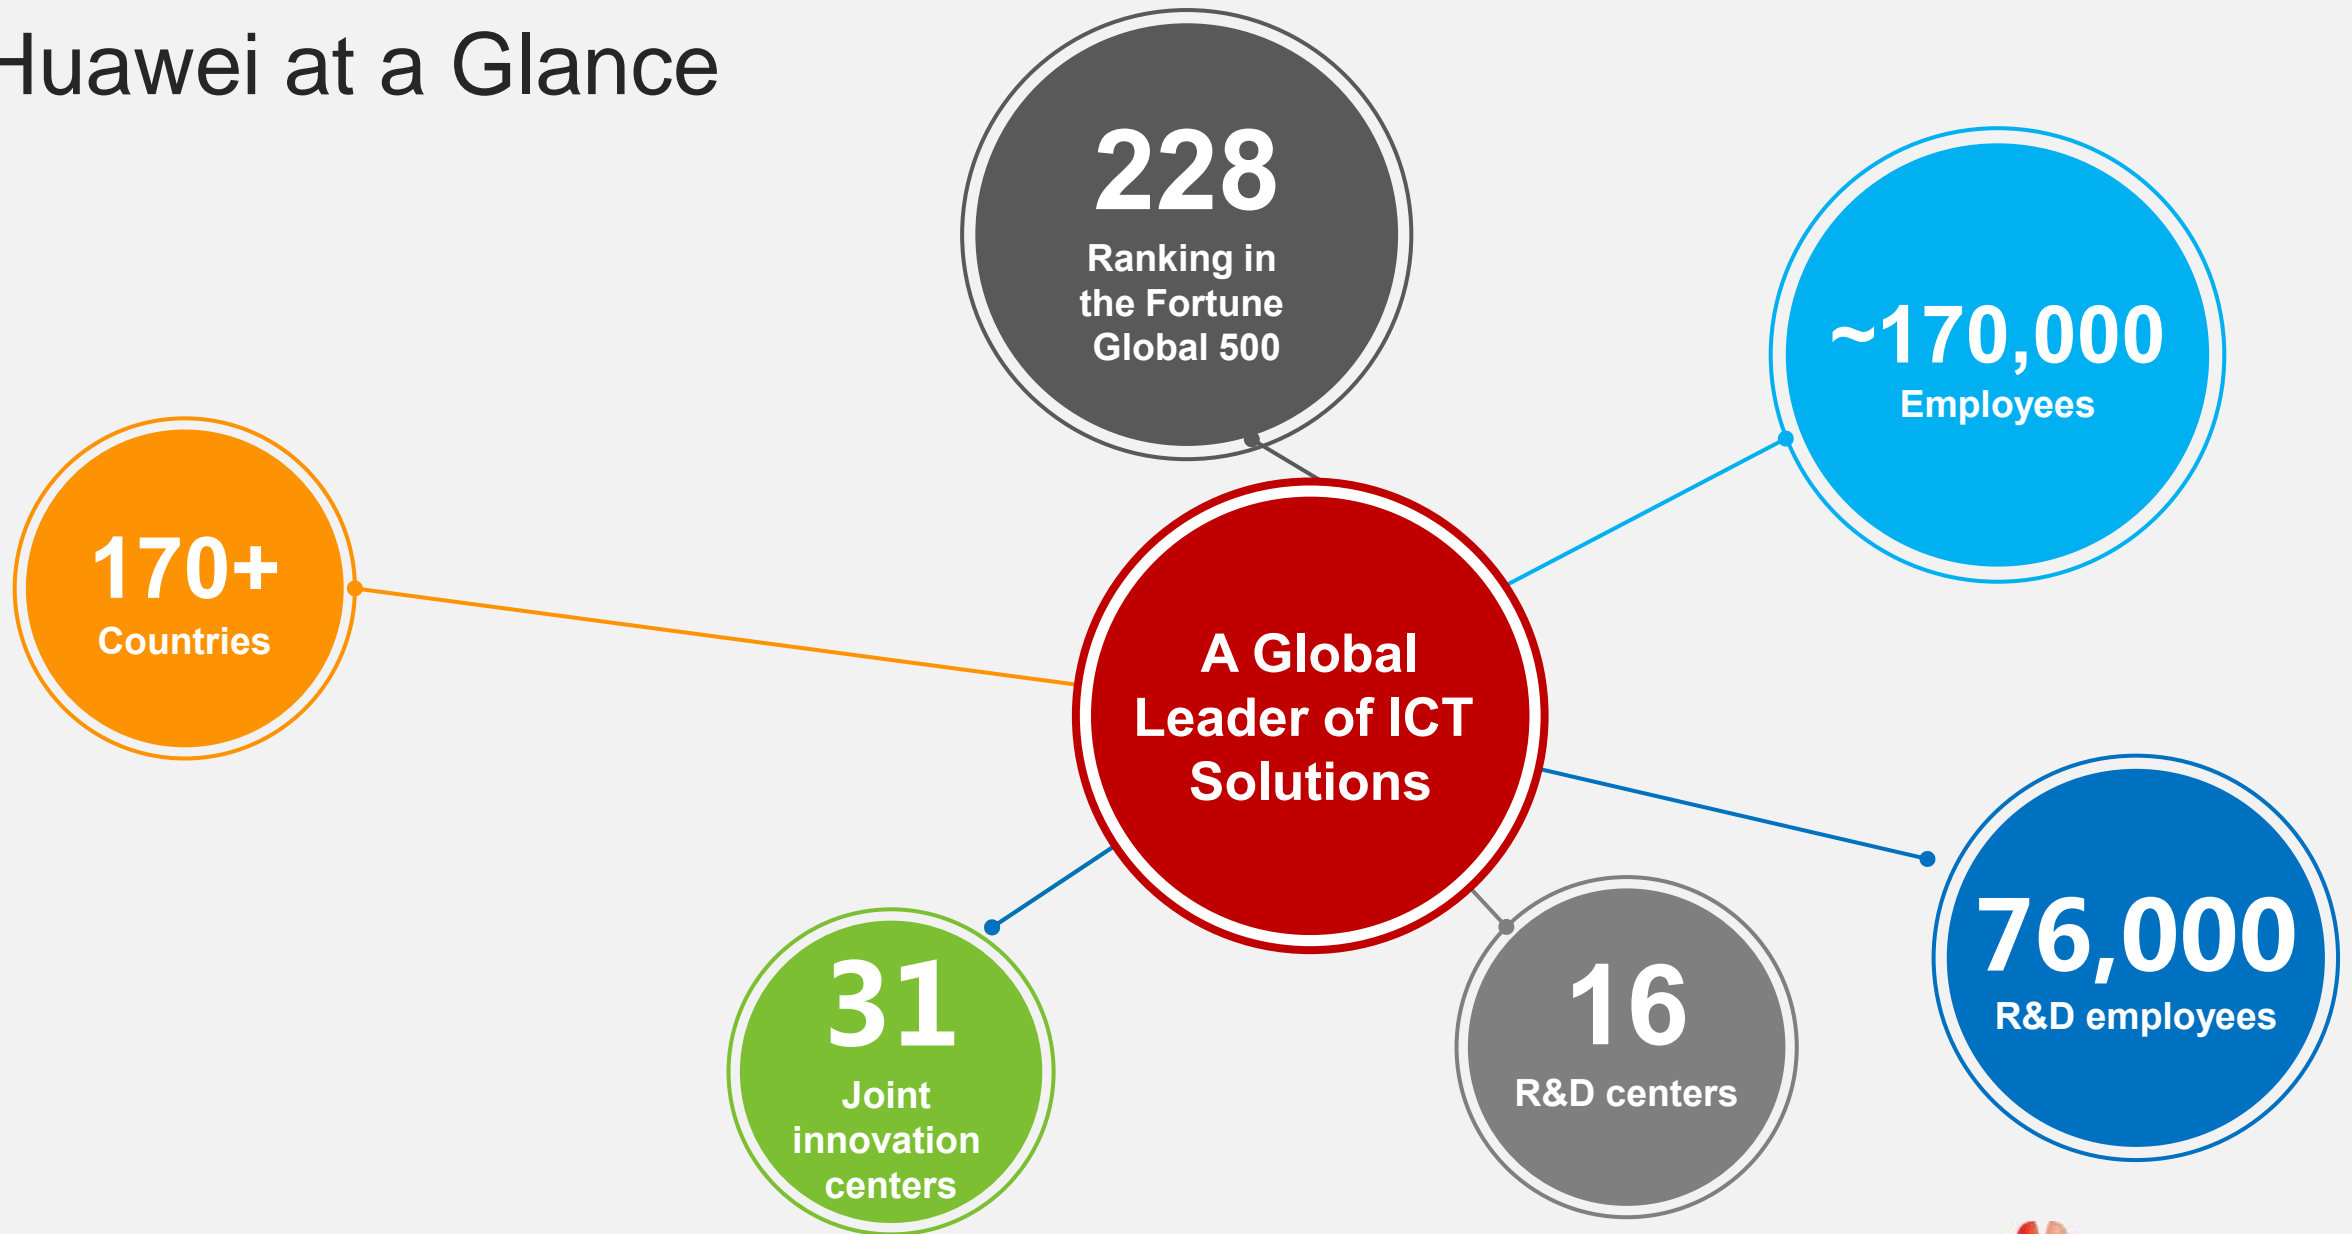 Huawei at a Glance
228
Ranking in
the Fortune
Global 500
~170,000
Employees
170+
Countries
A Global
Leader of ICT
Solutions
76,000
R&D employees
31
Joint
innovation
centers
16
R&D centers